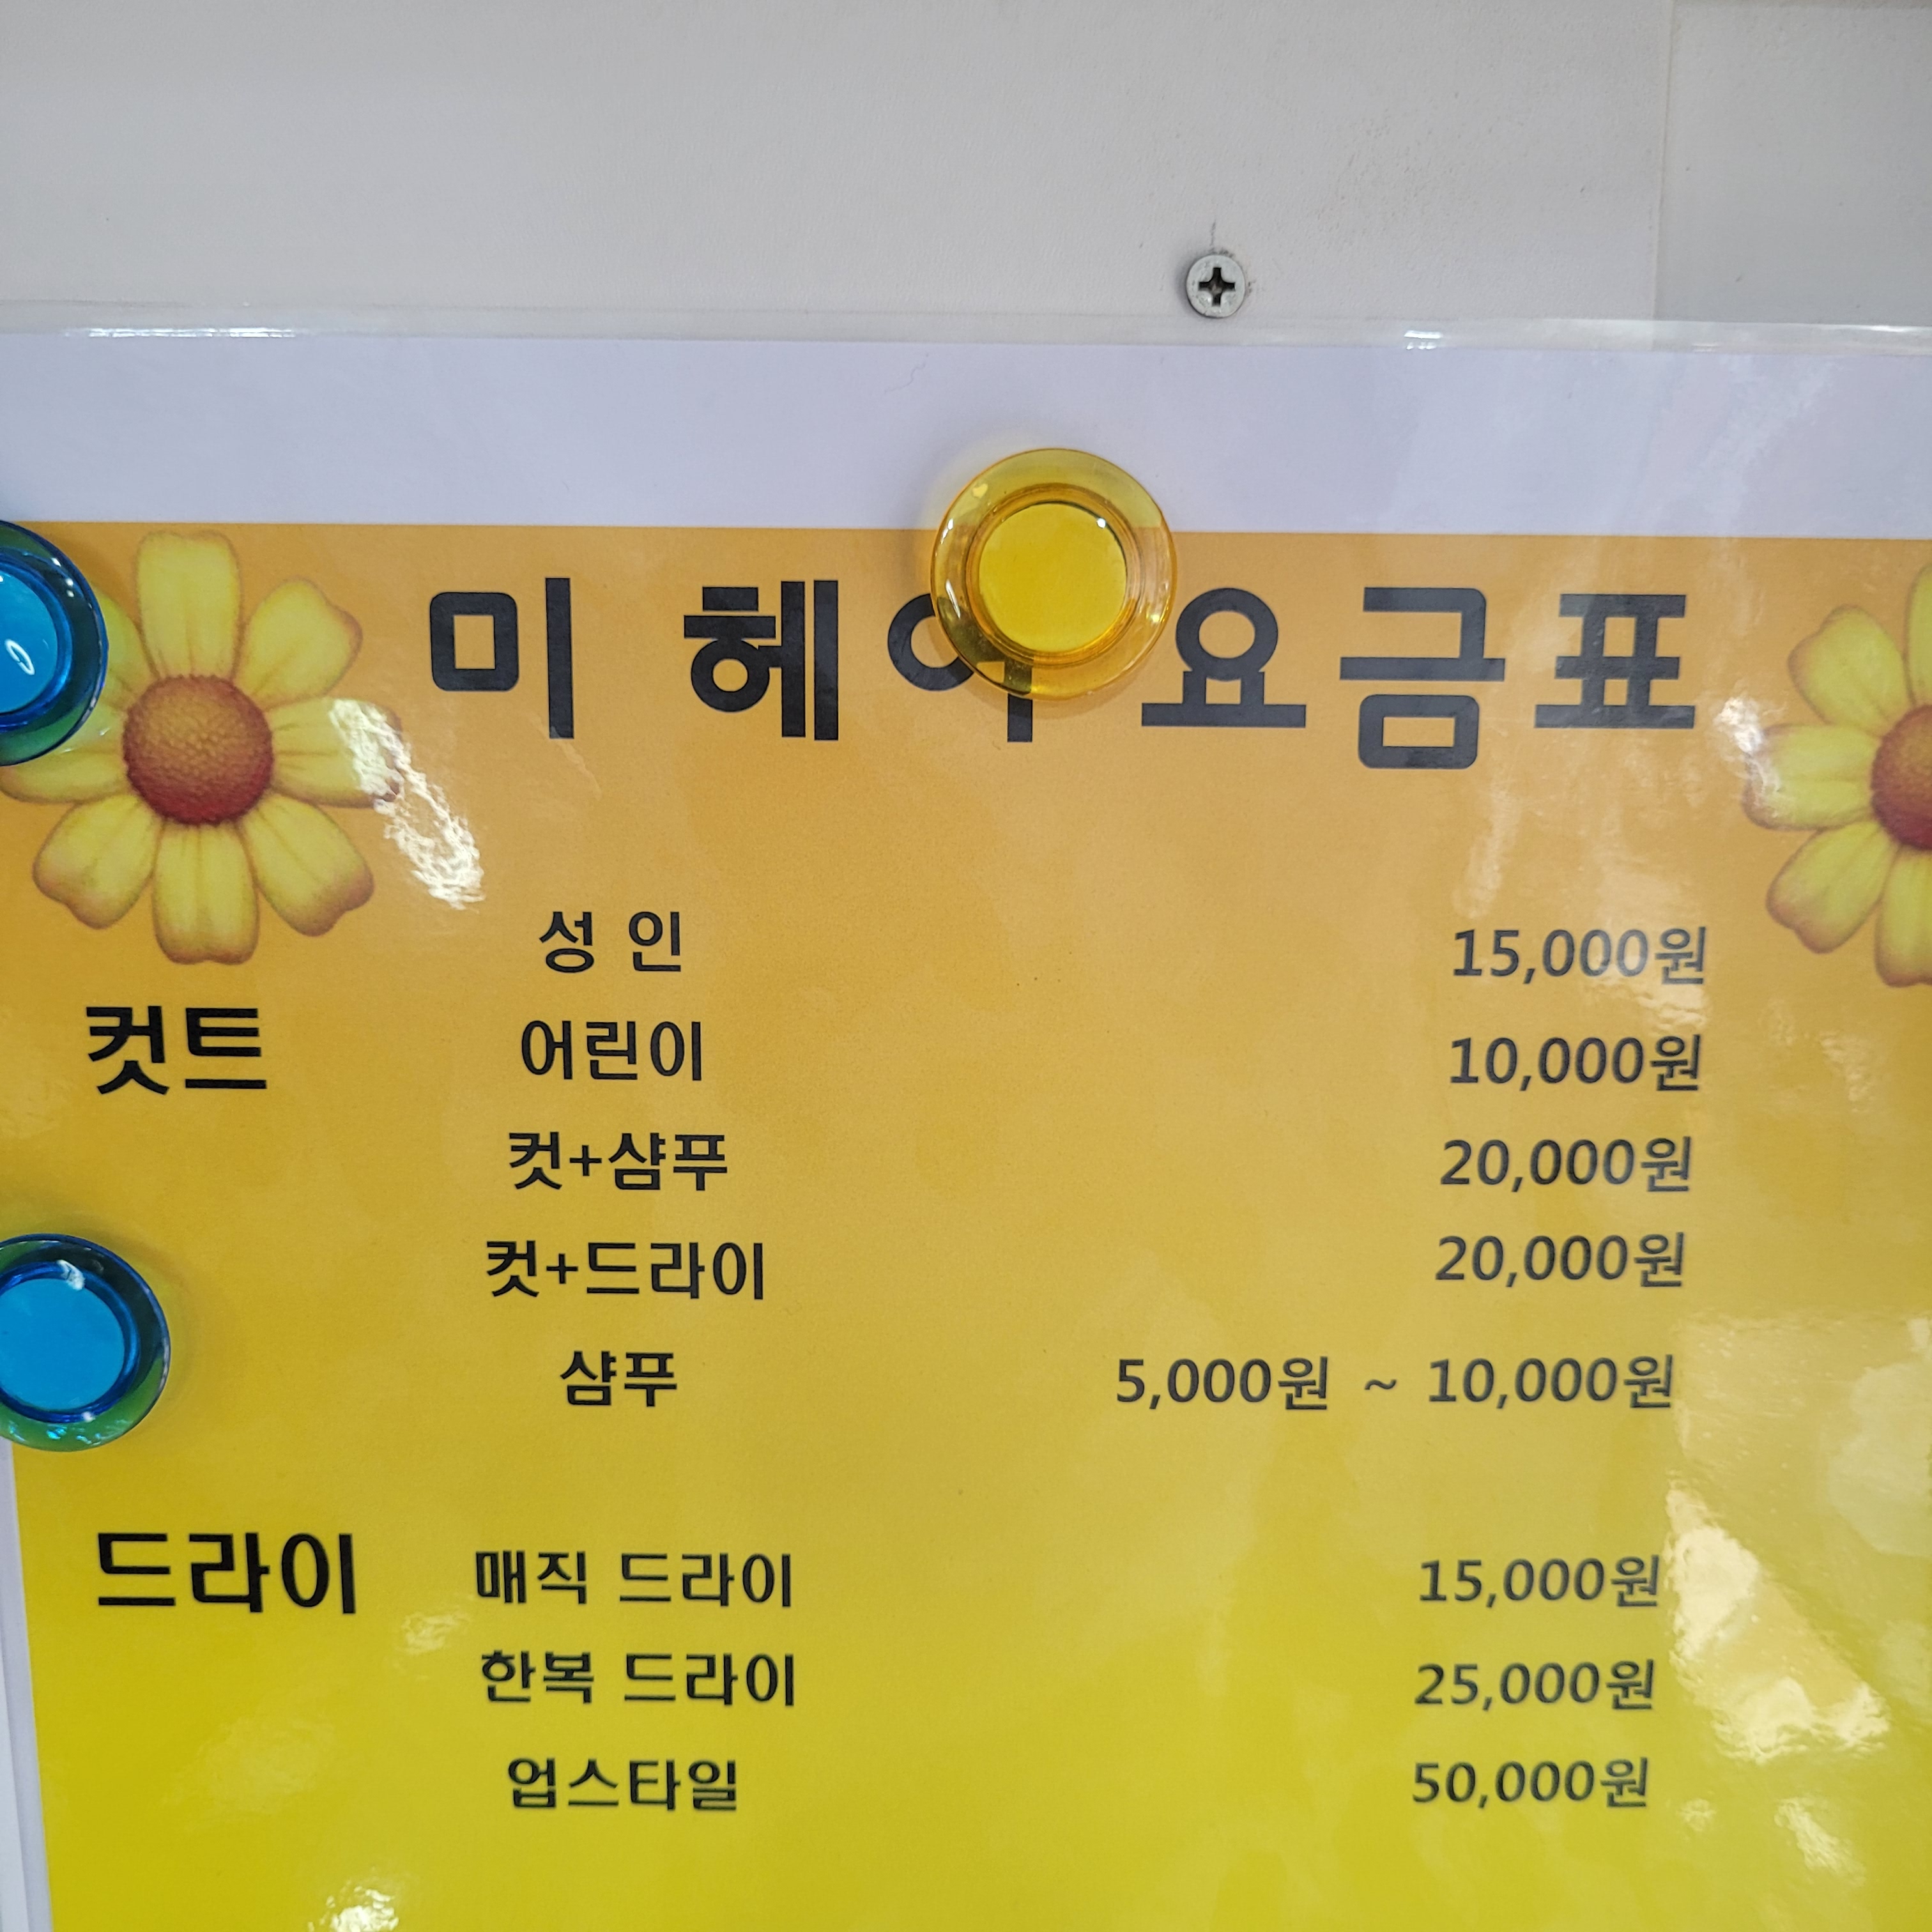 미 헤어 요금표
컷트
성 인 15,000원
어린이 10,000원
컷+샴푸 20,000원
컷+드라이 20,000원
샴푸 5,000원 ~ 10,000원
드라이 매직 드라이 15,000원
한복 드라이 25,000원
업스타일 50,000원